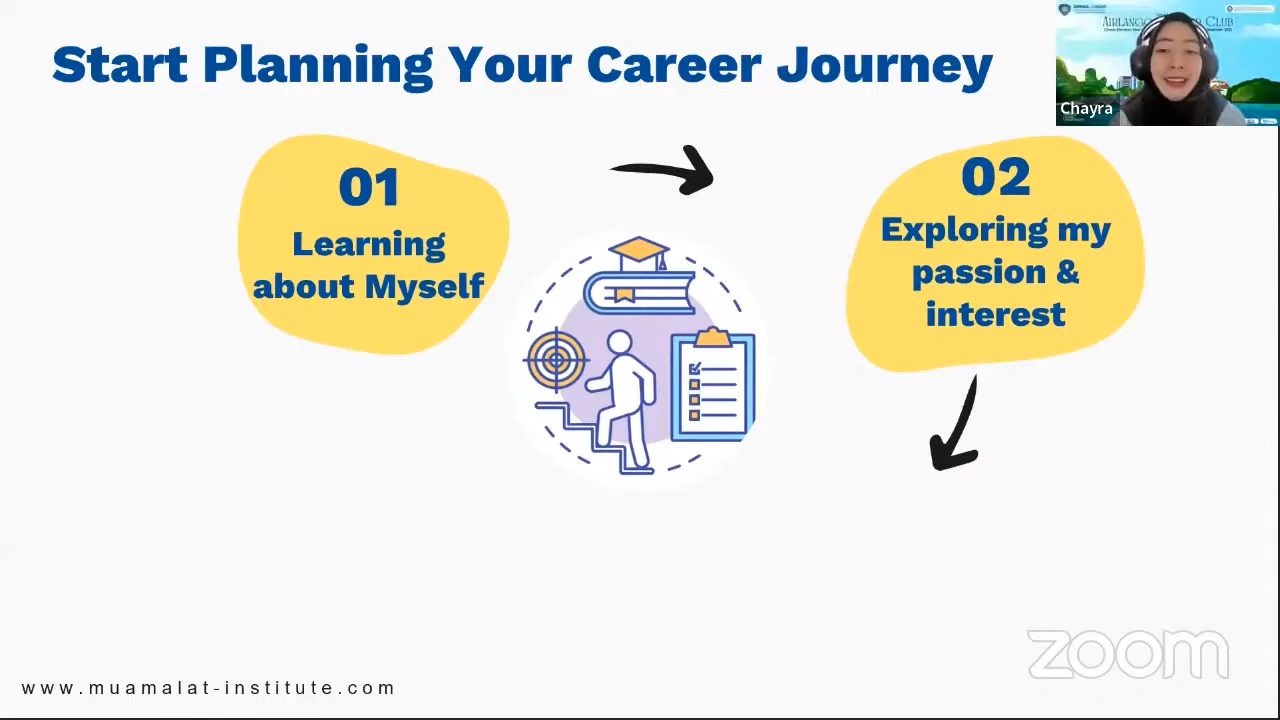 Start Planning Your Career Journey
Chayra
01
Learning
about Myself
02
Exploring my
passion &
interest
zoom
www.muamalat-institute.com